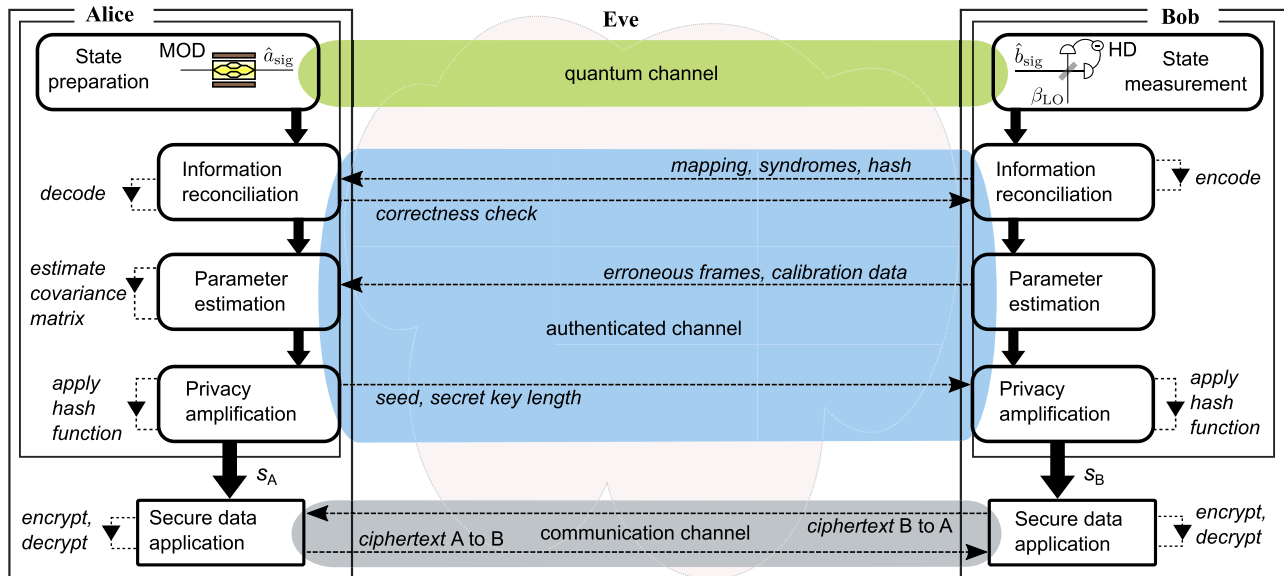 Alice
Eve
Bob
State
preparation
MOD
â_sig
quantum channel
b̂_sig
HD
State
measurement
β_LO
Information
reconciliation
decode
mapping, syndromes, hash
correctness check
Information
reconciliation
encode
estimate
covariance
matrix
Parameter
estimation
erroneous frames, calibration data
authenticated channel
Parameter
estimation
apply
hash
function
Privacy
amplification
seed, secret key length
Privacy
amplification
apply
hash
function
s_A
s_B
encrypt,
decrypt
Secure data
application
ciphertext B to A
communication channel
ciphertext A to B
Secure data
application
encrypt,
decrypt